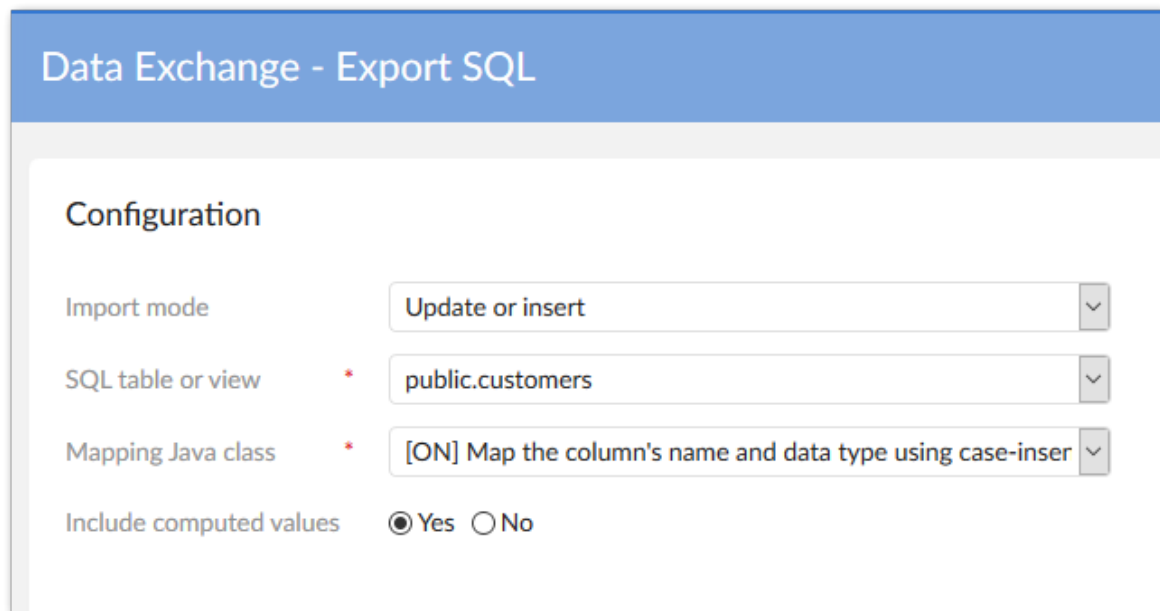 Data Exchange - Export SQL
Configuration
Import mode Update or insert
SQL table or view * public.customers
Mapping Java class * [ON] Map the column's name and data type using case-inser
Include computed values Yes No